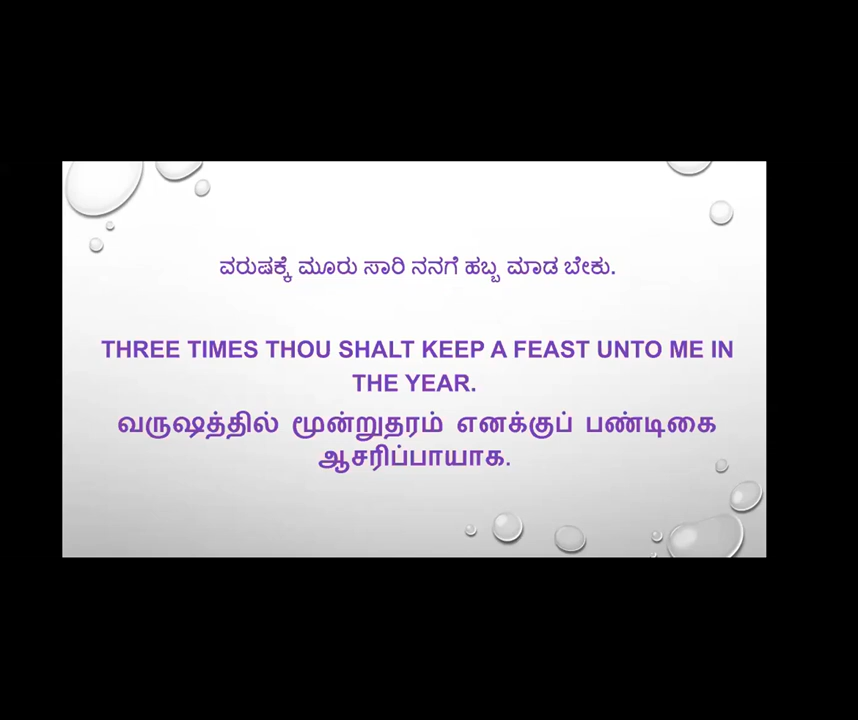 ವರುಷಕ್ಕೆ ಮೂರು ಸಾರಿ ನನಗೆ ಹಬ್ಬ ಮಾಡ ಬೇಕು.
THREE TIMES THOU SHALT KEEP A FEAST UNTO ME IN
THE YEAR.
வருஷத்தில் மூன்றுதரம் எனக்குப் பண்டிகை
ஆசரிப்பாயாக.